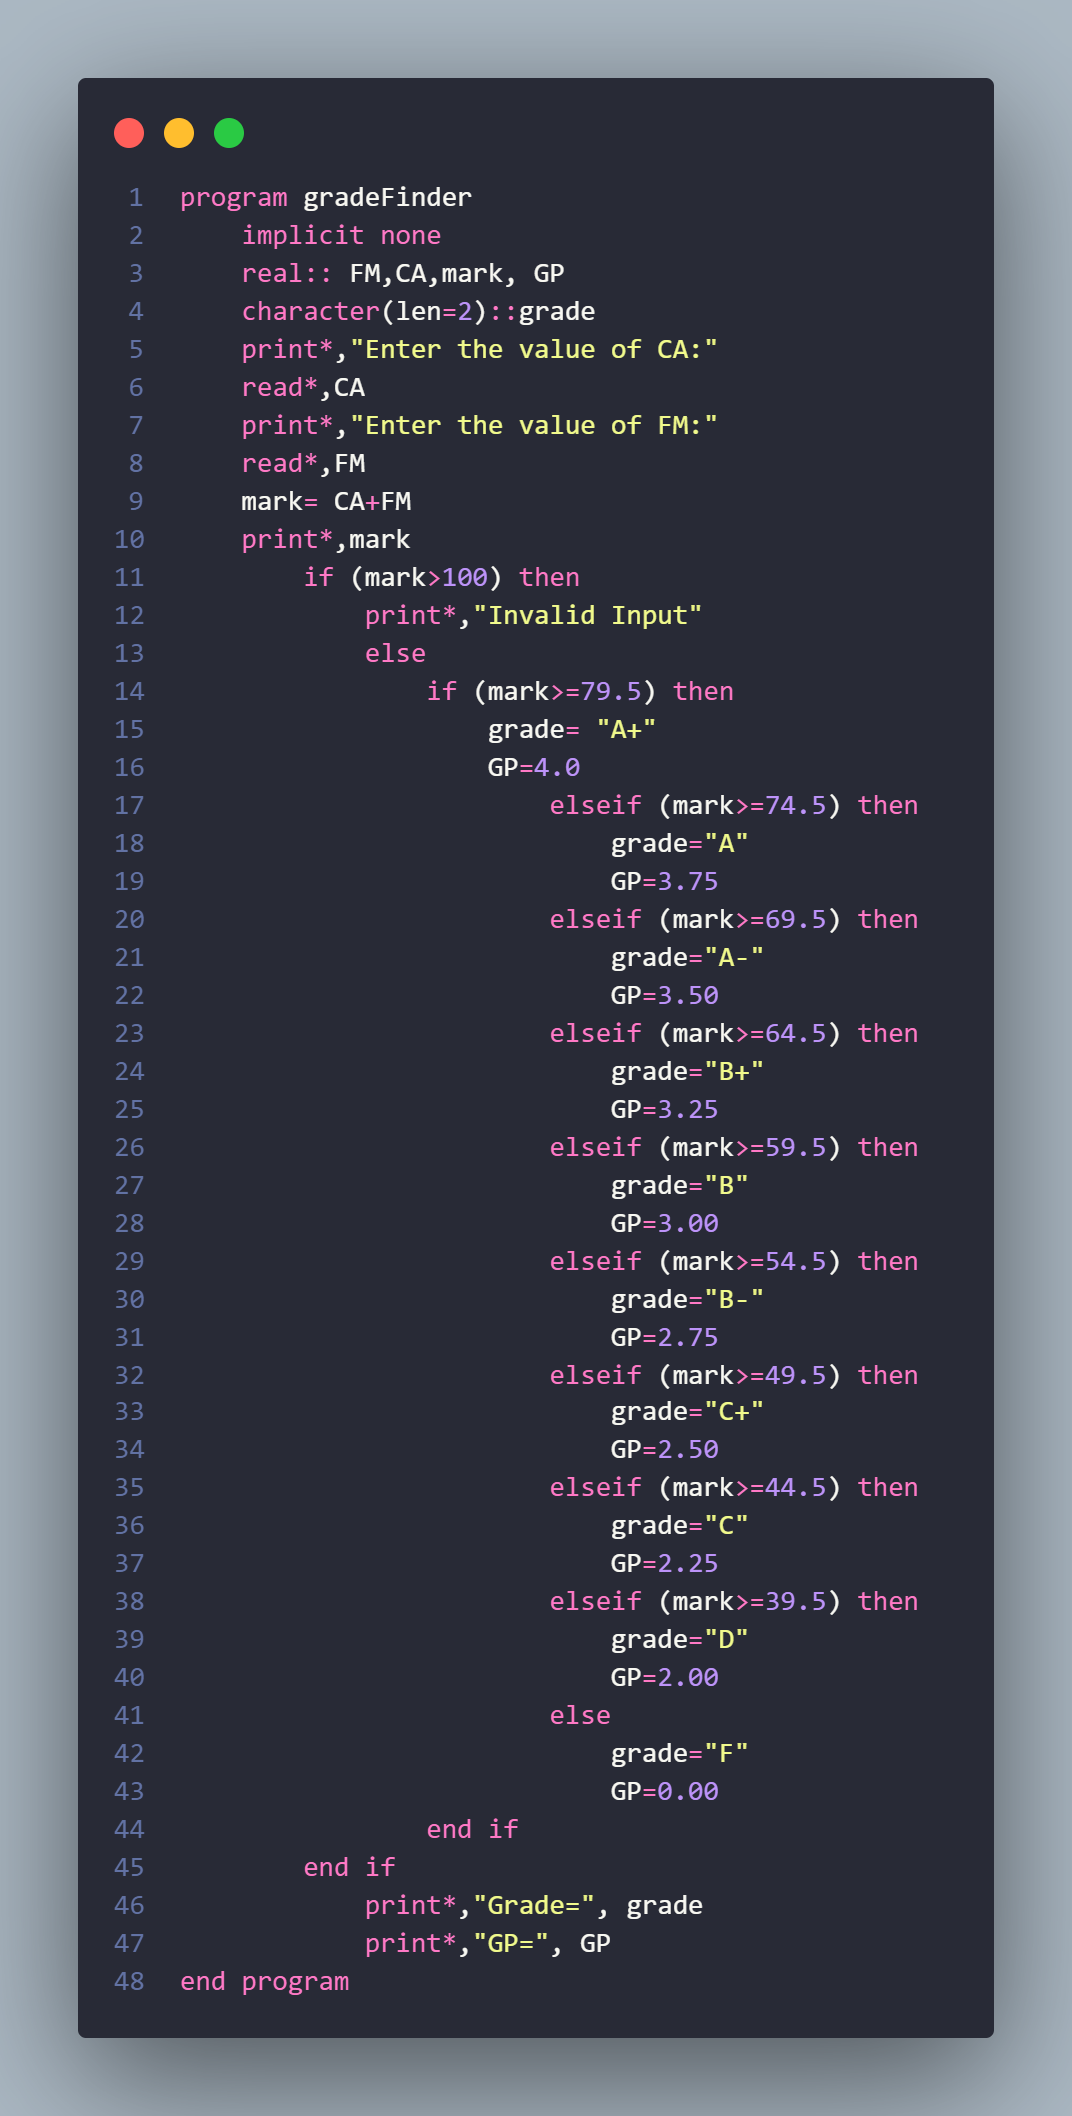 1 program gradeFinder
2 implicit none
3 real:: FM,CA,mark, GP
4 character(len=2)::grade
5 print*,"Enter the value of CA:"
6 read*,CA
7 print*,"Enter the value of FM:"
8 read*,FM
9 mark= CA+FM
10 print*,mark
11 if (mark>100) then
12 print*,"Invalid Input"
13 else
14 if (mark>=79.5) then
15 grade= "A+"
16 GP=4.0
17 elseif (mark>=74.5) then
18 grade="A"
19 GP=3.75
20 elseif (mark>=69.5) then
21 grade="A-"
22 GP=3.50
23 elseif (mark>=64.5) then
24 grade="B+"
25 GP=3.25
26 elseif (mark>=59.5) then
27 grade="B"
28 GP=3.00
29 elseif (mark>=54.5) then
30 grade="B-"
31 GP=2.75
32 elseif (mark>=49.5) then
33 grade="C+"
34 GP=2.50
35 elseif (mark>=44.5) then
36 grade="C"
37 GP=2.25
38 elseif (mark>=39.5) then
39 grade="D"
40 GP=2.00
41 else
42 grade="F"
43 GP=0.00
44 end if
45 end if
46 print*,"Grade=", grade
47 print*,"GP=", GP
48 end program